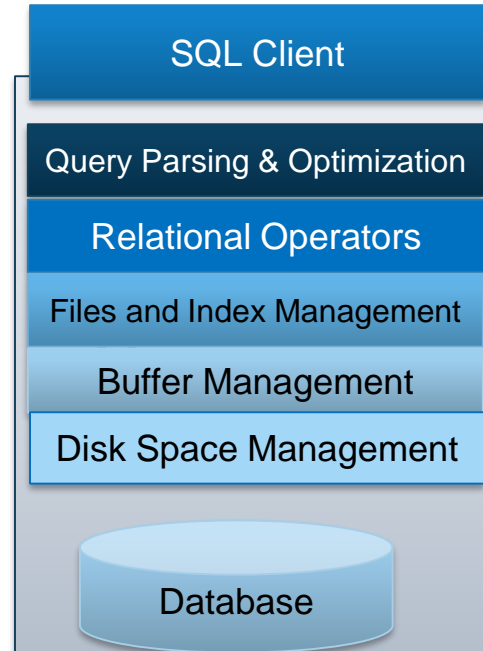 SQL Client
Query Parsing & Optimization
Relational Operators
Files and Index Management
Buffer Management
Disk Space Management
Database